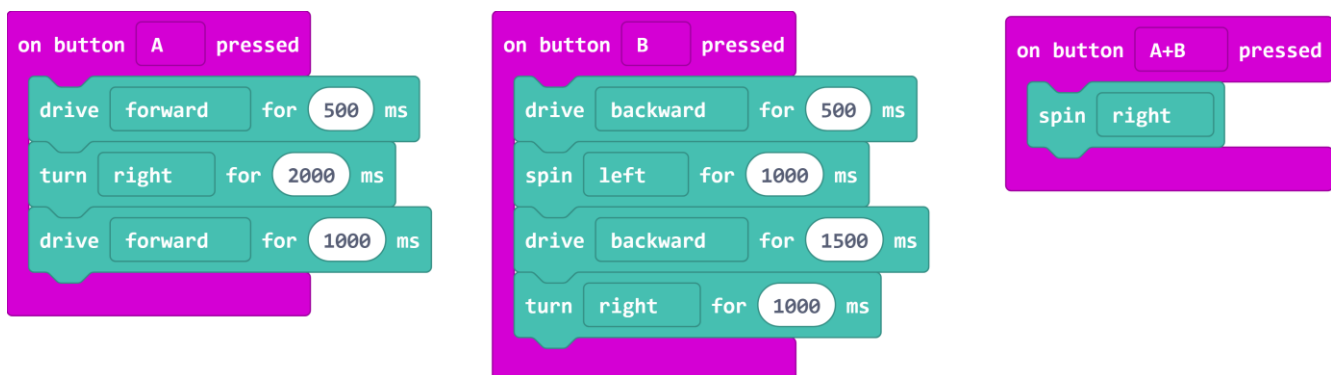 on button A pressed
drive forward for 500 ms
turn right for 2000 ms
drive forward for 1000 ms
on button B pressed
drive backward for 500 ms
spin left for 1000 ms
drive backward for 1500 ms
turn right for 1000 ms
on button A+B pressed
spin right